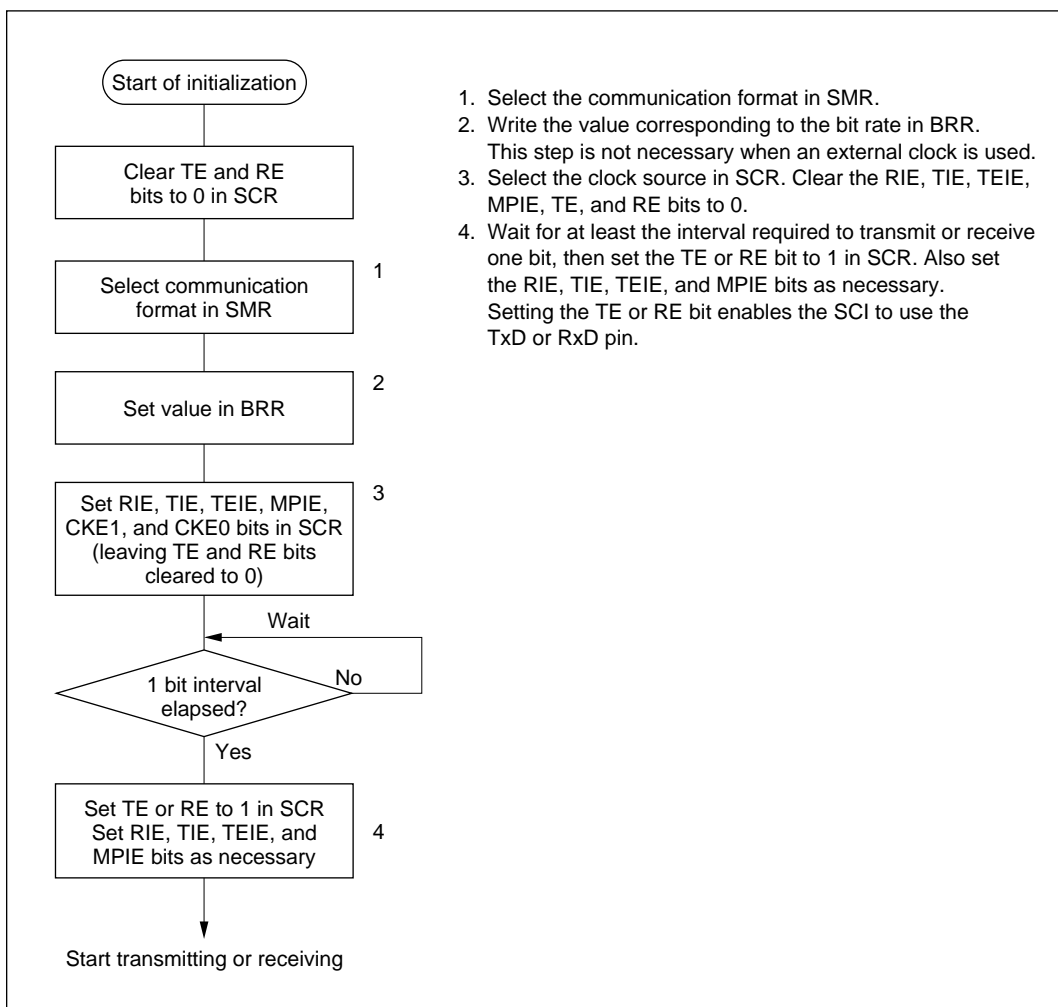 Start of initialization
Clear TE and RE
bits to 0 in SCR
1
Select communication
format in SMR
2
Set value in BRR
3
Set RIE, TIE, TEIE, MPIE,
CKE1, and CKE0 bits in SCR
(leaving TE and RE bits
cleared to 0)
Wait
No
1 bit interval
elapsed?
Yes
Set TE or RE to 1 in SCR
Set RIE, TIE, TEIE, and
MPIE bits as necessary
4
Start transmitting or receiving
1. Select the communication format in SMR.
2. Write the value corresponding to the bit rate in BRR.
This step is not necessary when an external clock is used.
3. Select the clock source in SCR. Clear the RIE, TIE, TEIE,
MPIE, TE, and RE bits to 0.
4. Wait for at least the interval required to transmit or receive
one bit, then set the TE or RE bit to 1 in SCR. Also set
the RIE, TIE, TEIE, and MPIE bits as necessary.
Setting the TE or RE bit enables the SCI to use the
TxD or RxD pin.